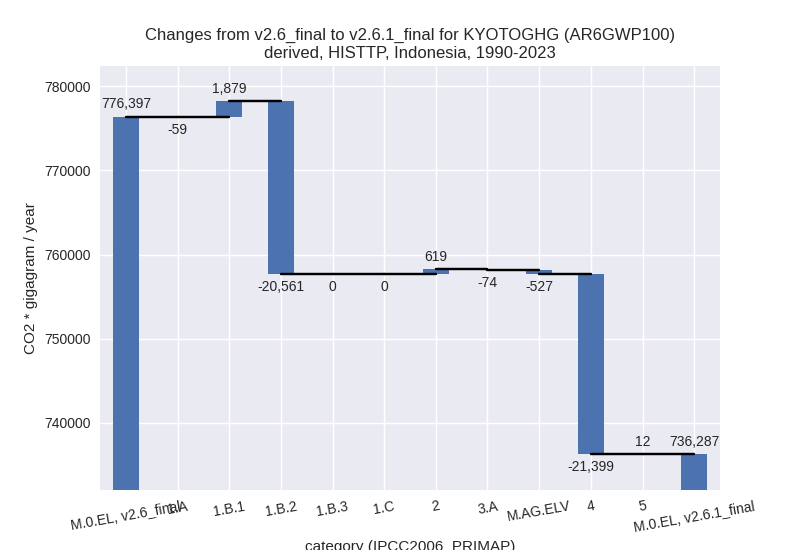 Changes from v2.6_final to v2.6.1_final for KYOTOGHG (AR6GWP100)
derived, HISTTP, Indonesia, 1990-2023
CO2 * gigagram / year
780000
770000
760000
750000
740000
776,397
-59
1,879
-20,561
0
0
619
-74
-527
-21,399
12
736,287
M.0.EL, v2.6_final
1.A
1.B.1
1.B.2
1.B.3
1.C
2
3.A
M.AG.ELV
4
5
M.0.EL, v2.6.1_final
category (IPCC2006_PRIMAP)